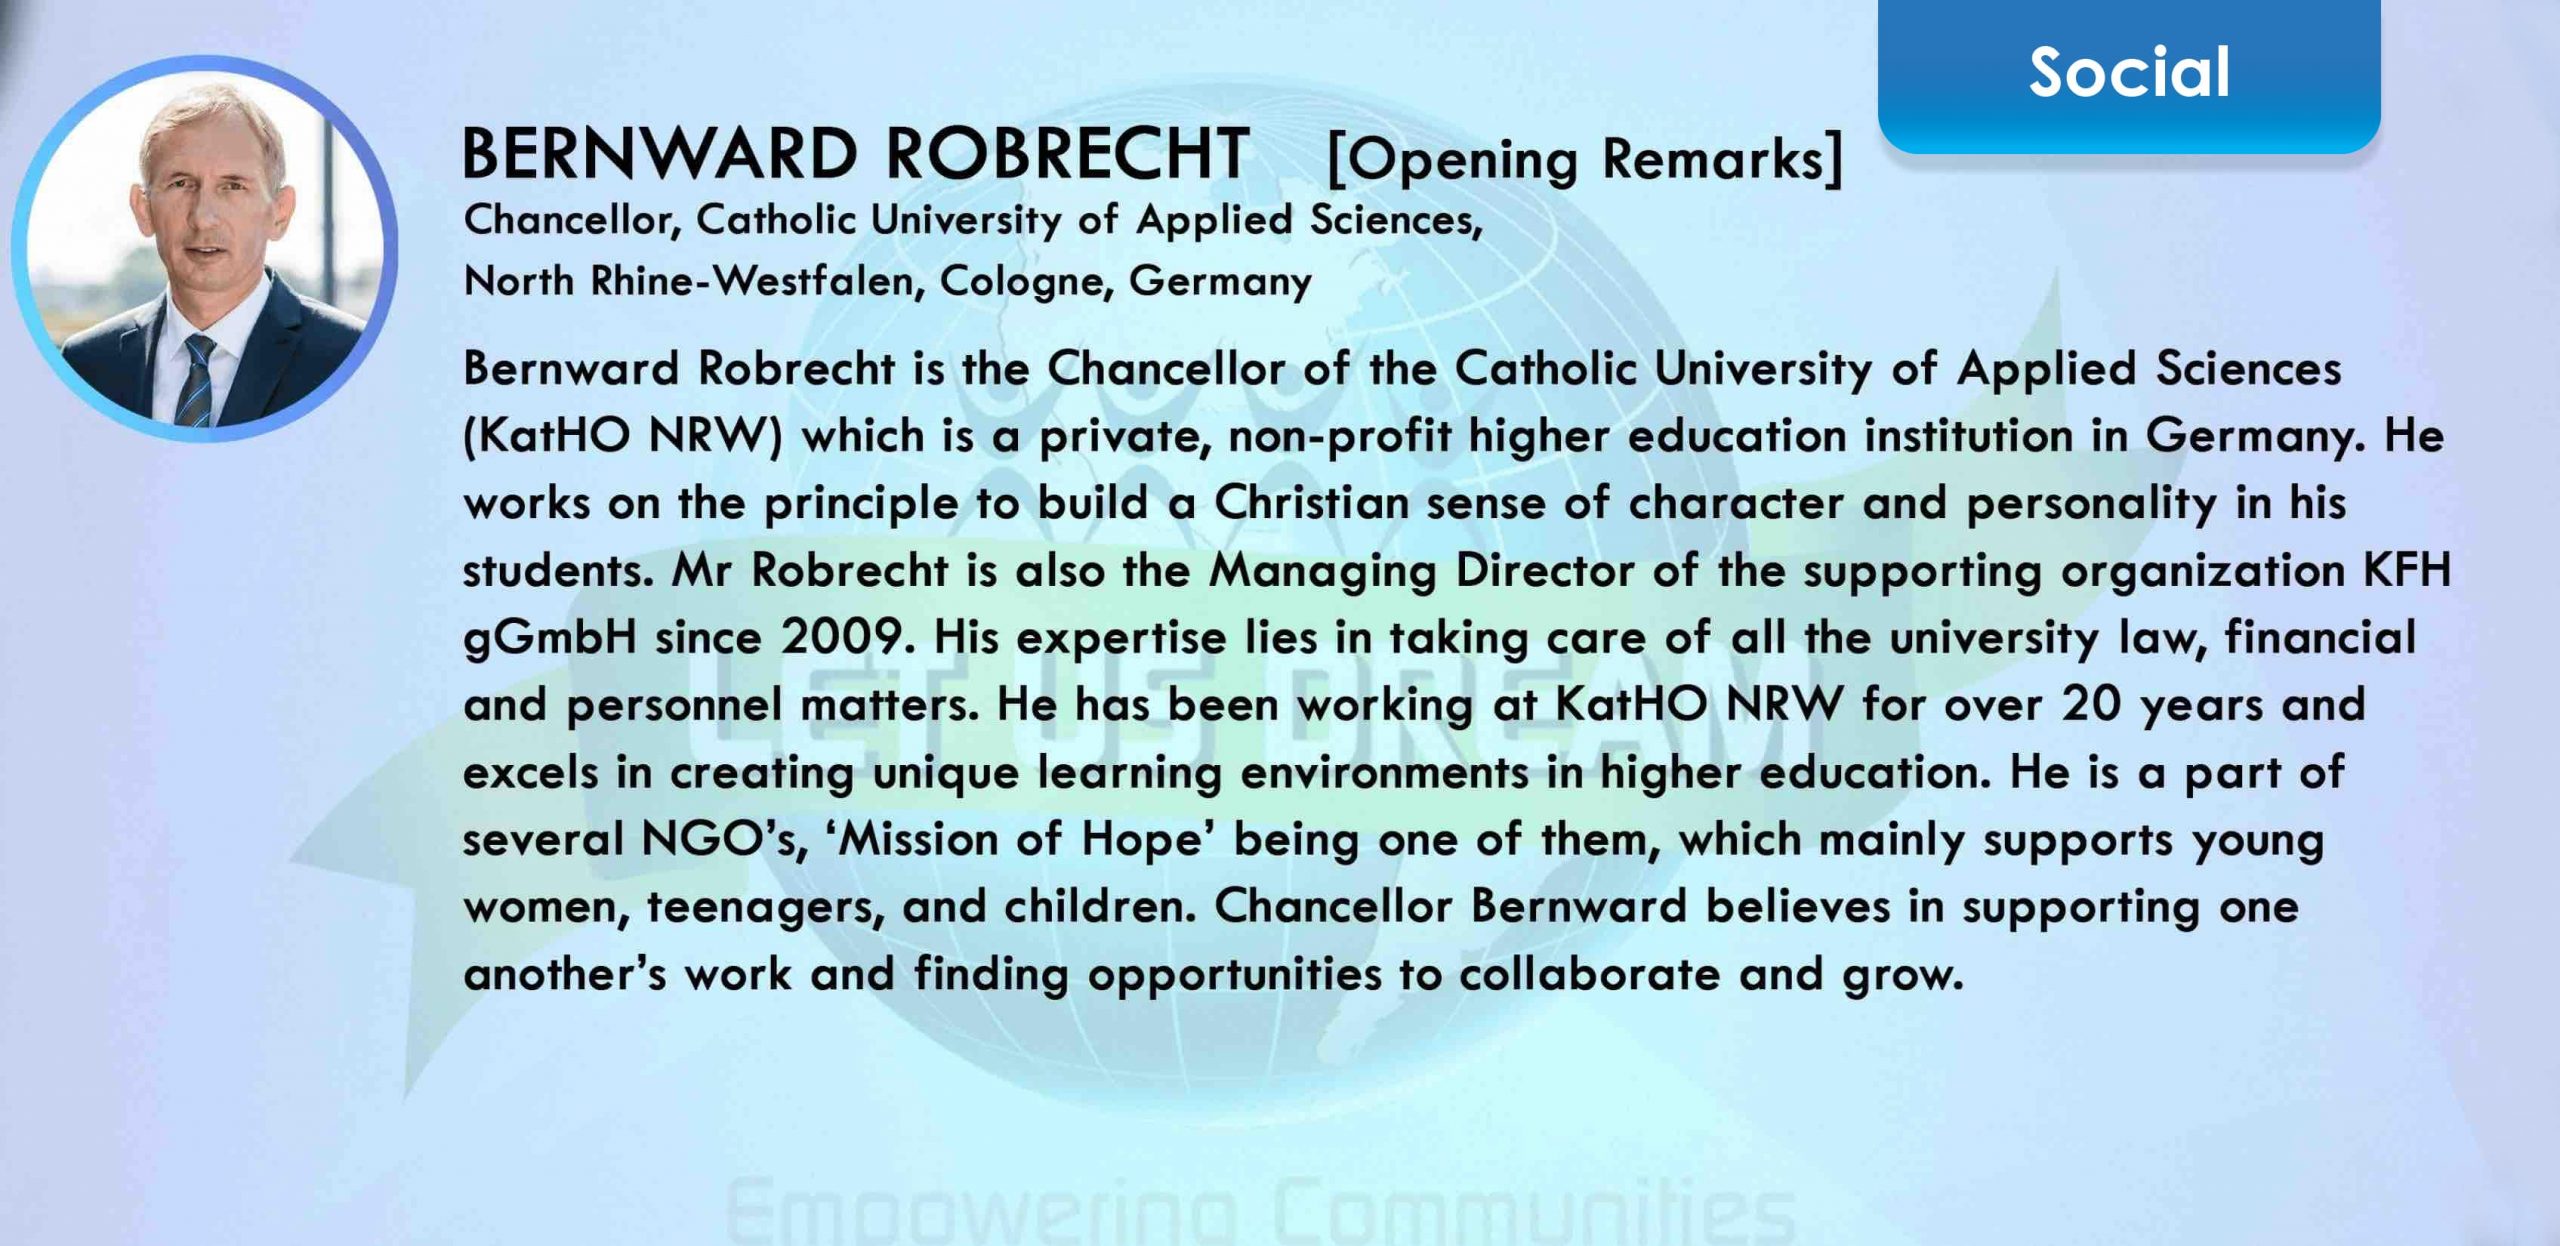 Social
BERNWARD ROBRECHT [Opening Remarks]
Chancellor, Catholic University of Applied Sciences,
North Rhine-Westfalen, Cologne, Germany
Bernward Robrecht is the Chancellor of the Catholic University of Applied Sciences
(KatHO NRW) which is a private, non-profit higher education institution in Germany. He
works on the principle to build a Christian sense of character and personality in his
students. Mr Robrecht is also the Managing Director of the supporting organization KFH
gGmbH since 2009. His expertise lies in taking care of all the university law, financial
and personnel matters. He has been working at KatHO NRW for over 20 years and
excels in creating unique learning environments in higher education. He is a part of
several NGO’s, ‘Mission of Hope’ being one of them, which mainly supports young
women, teenagers, and children. Chancellor Bernward believes in supporting one
another’s work and finding opportunities to collaborate and grow.
LET US DREAM
Empowering Communities